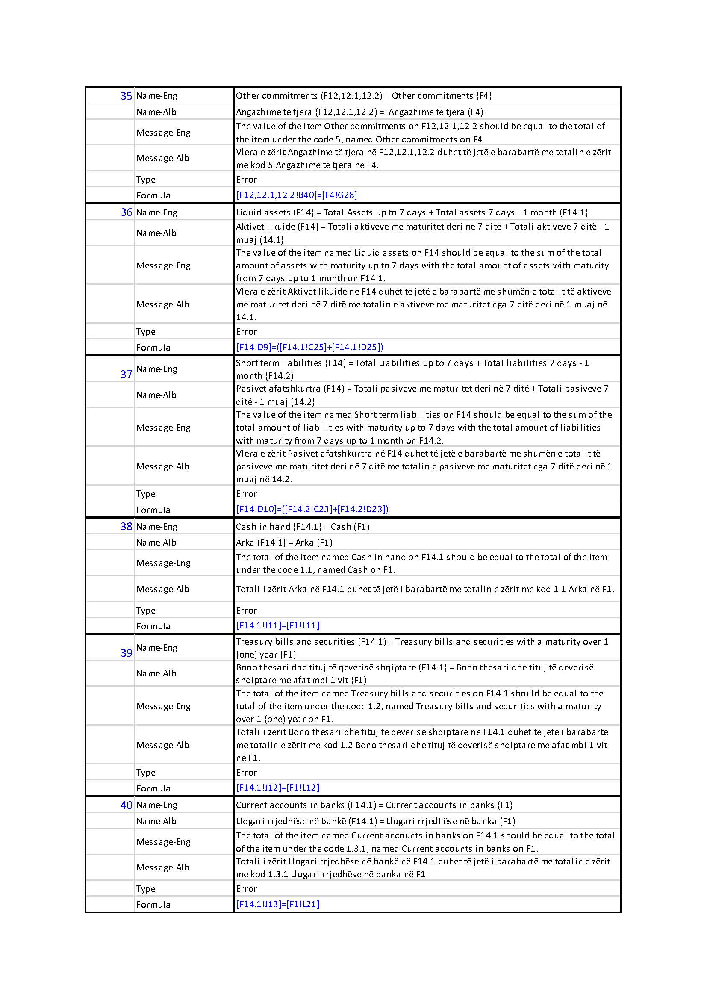 35 Name-Eng Other commitments (F12,12.1,12.2) = Other commitments (F4)
Name-Alb Angazhime të tjera (F12,12.1,12.2) = Angazhime të tjera (F4)
Message-Eng The value of the item Other commitments on F12,12.1,12.2 should be equal to the total of
the item under the code 5, named Other commitments on F4.
Message-Alb Vlera e zërit Angazhime të tjera në F12,12.1,12.2 duhet të jetë e barabartë me totalin e zërit
me kod 5 Angazhime të tjera në F4.
Type Error
Formula [F12,12.1,12.2!B40]=[F4!G28]
36 Name-Eng Liquid assets (F14) = Total Assets up to 7 days + Total assets 7 days - 1 month (F14.1)
Name-Alb Aktivet likuide (F14) = Totali aktiveve me maturitet deri në 7 ditë + Totali aktiveve 7 ditë - 1
muaj (14.1)
Message-Eng The value of the item named Liquid assets on F14 should be equal to the sum of the total
amount of assets with maturity up to 7 days with the total amount of assets with maturity
from 7 days up to 1 month on F14.1.
Message-Alb Vlera e zërit Aktivet likuide në F14 duhet të jetë e barabartë me shumën e totalit të aktiveve
me maturitet deri në 7 ditë me totalin e aktiveve me maturitet nga 7 ditë deri në 1 muaj në
14.1.
Type Error
Formula [F14!D9]=([F14.1!C25]+[F14.1!D25])
37 Name-Eng Short term liabilities (F14) = Total Liabilities up to 7 days + Total liabilities 7 days - 1
month (F14.2)
Name-Alb Pasivet afatshkurtra (F14) = Totali pasiveve me maturitet deri në 7 ditë + Totali pasiveve 7
ditë - 1 muaj (14.2)
Message-Eng The value of the item named Short term liabilities on F14 should be equal to the sum of the
total amount of liabilities with maturity up to 7 days with the total amount of liabilities
with maturity from 7 days up to 1 month on F14.2.
Message-Alb Vlera e zërit Pasivet afatshkurtra në F14 duhet të jetë e barabartë me shumën e totalit të
pasiveve me maturitet deri në 7 ditë me totalin e pasiveve me maturitet nga 7 ditë deri në 1
muaj në 14.2.
Type Error
Formula [F14!D10]=([F14.2!C23]+[F14.2!D23])
38 Name-Eng Cash in hand (F14.1) = Cash (F1)
Name-Alb Arka (F14.1) = Arka (F1)
Message-Eng The total of the item named Cash in hand on F14.1 should be equal to the total of the item
under the code 1.1, named Cash on F1.
Message-Alb Totali i zërit Arka në F14.1 duhet të jetë i barabartë me totalin e zërit me kod 1.1 Arka në F1.
Type Error
Formula [F14.1!J11]=[F1!L11]
39 Name-Eng Treasury bills and securities (F14.1) = Treasury bills and securities with a maturity over 1
(one) year (F1)
Name-Alb Bono thesari dhe tituj të qeverisë shqiptare (F14.1) = Bono thesari dhe tituj të qeverisë
shqiptare me afat mbi 1 vit (F1)
Message-Eng The total of the item named Treasury bills and securities on F14.1 should be equal to the
total of the item under the code 1.2, named Treasury bills and securities with a maturity
over 1 (one) year on F1.
Message-Alb Totali i zërit Bono thesari dhe tituj të qeverisë shqiptare në F14.1 duhet të jetë i barabartë
me totalin e zërit me kod 1.2 Bono thesari dhe tituj të qeverisë shqiptare me afat mbi 1 vit
në F1.
Type Error
Formula [F14.1!J12]=[F1!L12]
40 Name-Eng Current accounts in banks (F14.1) = Current accounts in banks (F1)
Name-Alb Llogari rrjedhëse në bankë (F14.1) = Llogari rrjedhëse në banka (F1)
Message-Eng The total of the item named Current accounts in banks on F14.1 should be equal to the total
of the item under the code 1.3.1, named Current accounts in banks on F1.
Message-Alb Totali i zërit Llogari rrjedhëse në bankë në F14.1 duhet të jetë i barabartë me totalin e zërit
me kod 1.3.1 Llogari rrjedhëse në banka në F1.
Type Error
Formula [F14.1!J13]=[F1!L21]